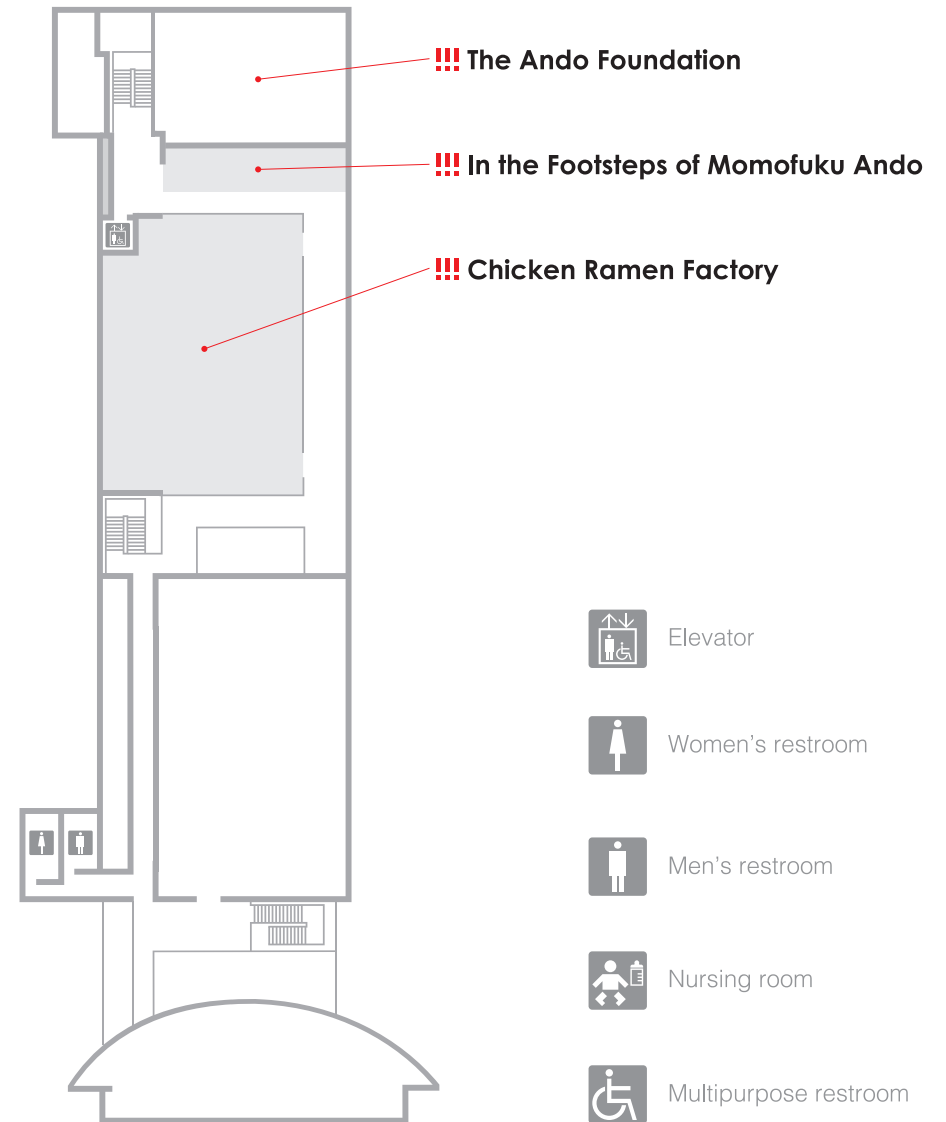 !!! The Ando Foundation
!!! In the Footsteps of Momofuku Ando
!!! Chicken Ramen Factory
Elevator
Women's restroom
Men's restroom
Nursing room
Multipurpose restroom